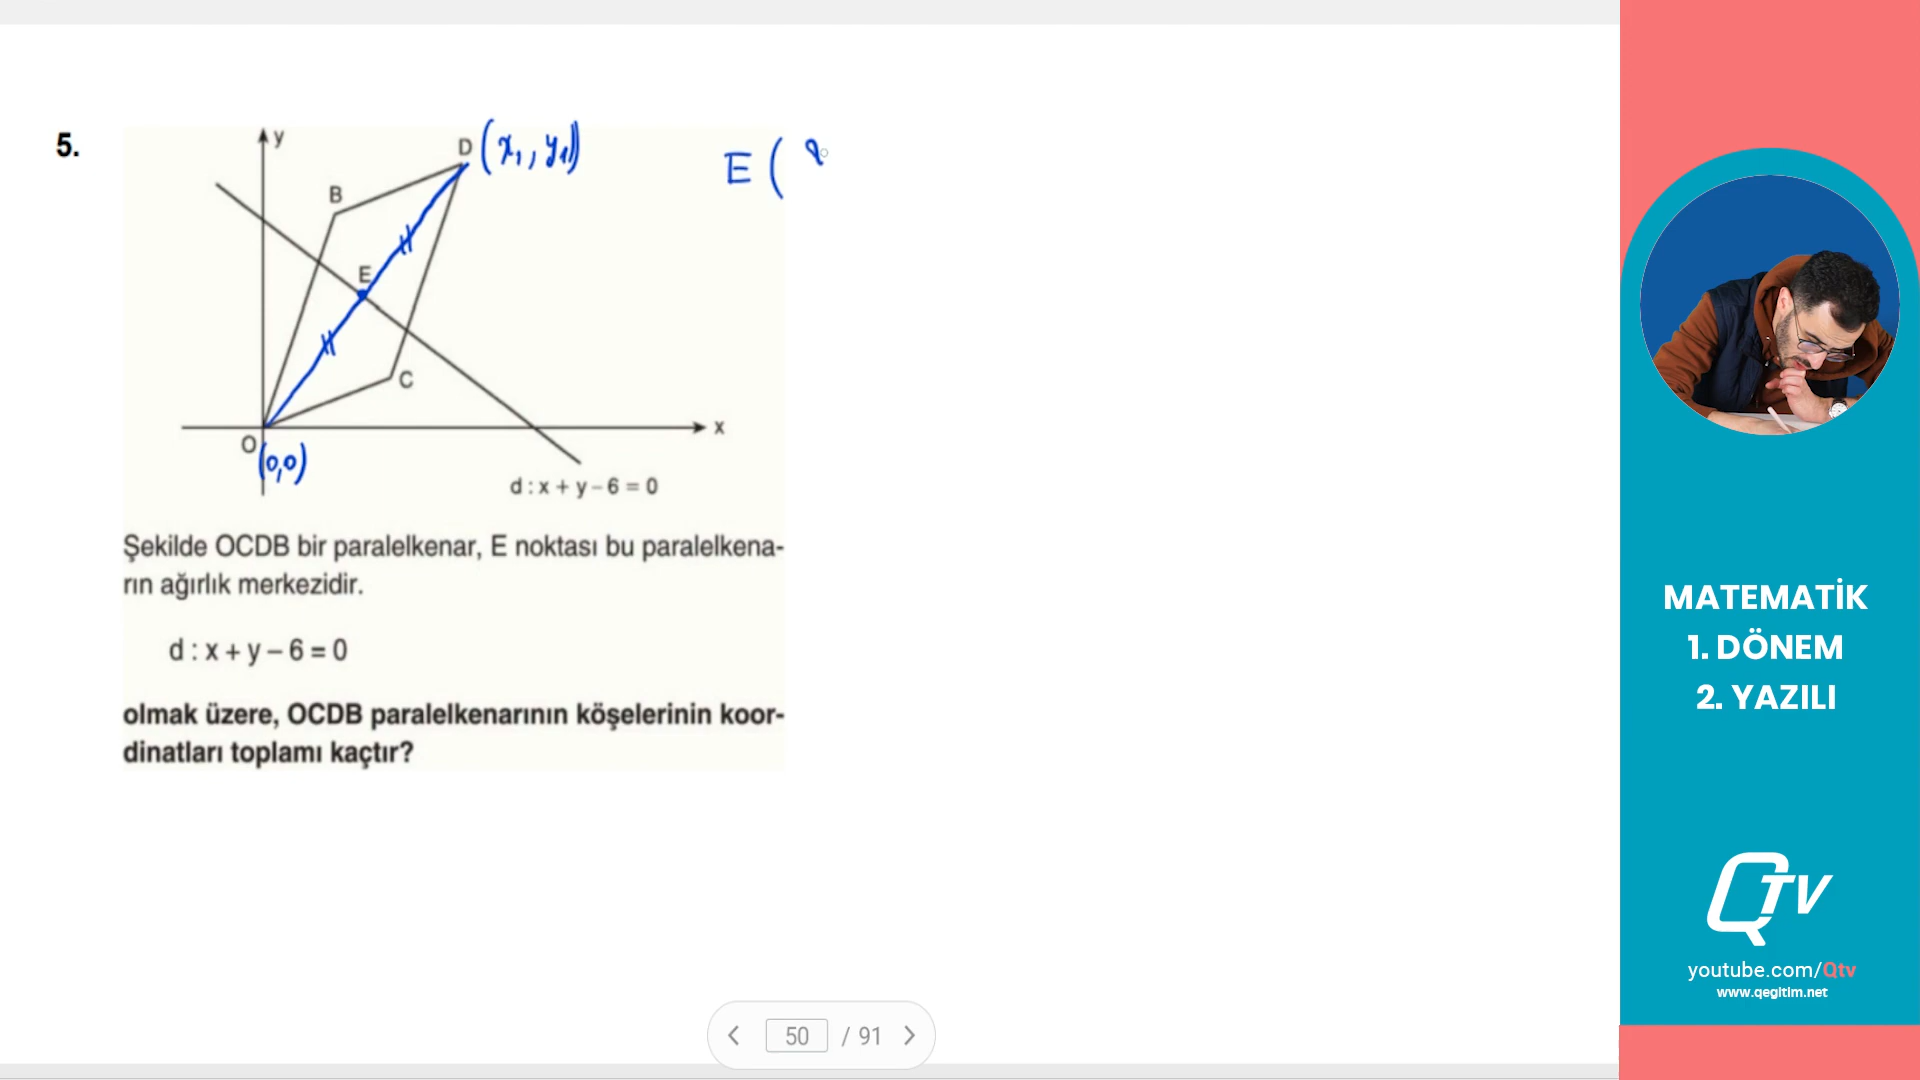 5.
y
D (x₁, y₁)
E (
B
E
C
x
O
(0,0)
d : x + y – 6 = 0
Şekilde OCDB bir paralelkenar, E noktası bu paralelkena-
rın ağırlık merkezidir.
d : x + y – 6 = 0
olmak üzere, OCDB paralelkenarının köşelerinin koor-
dinatları toplamı kaçtır?
50 / 91
MATEMATİK
1. DÖNEM
2. YAZILI
QTV
youtube.com/Qtv
www.qegitim.net